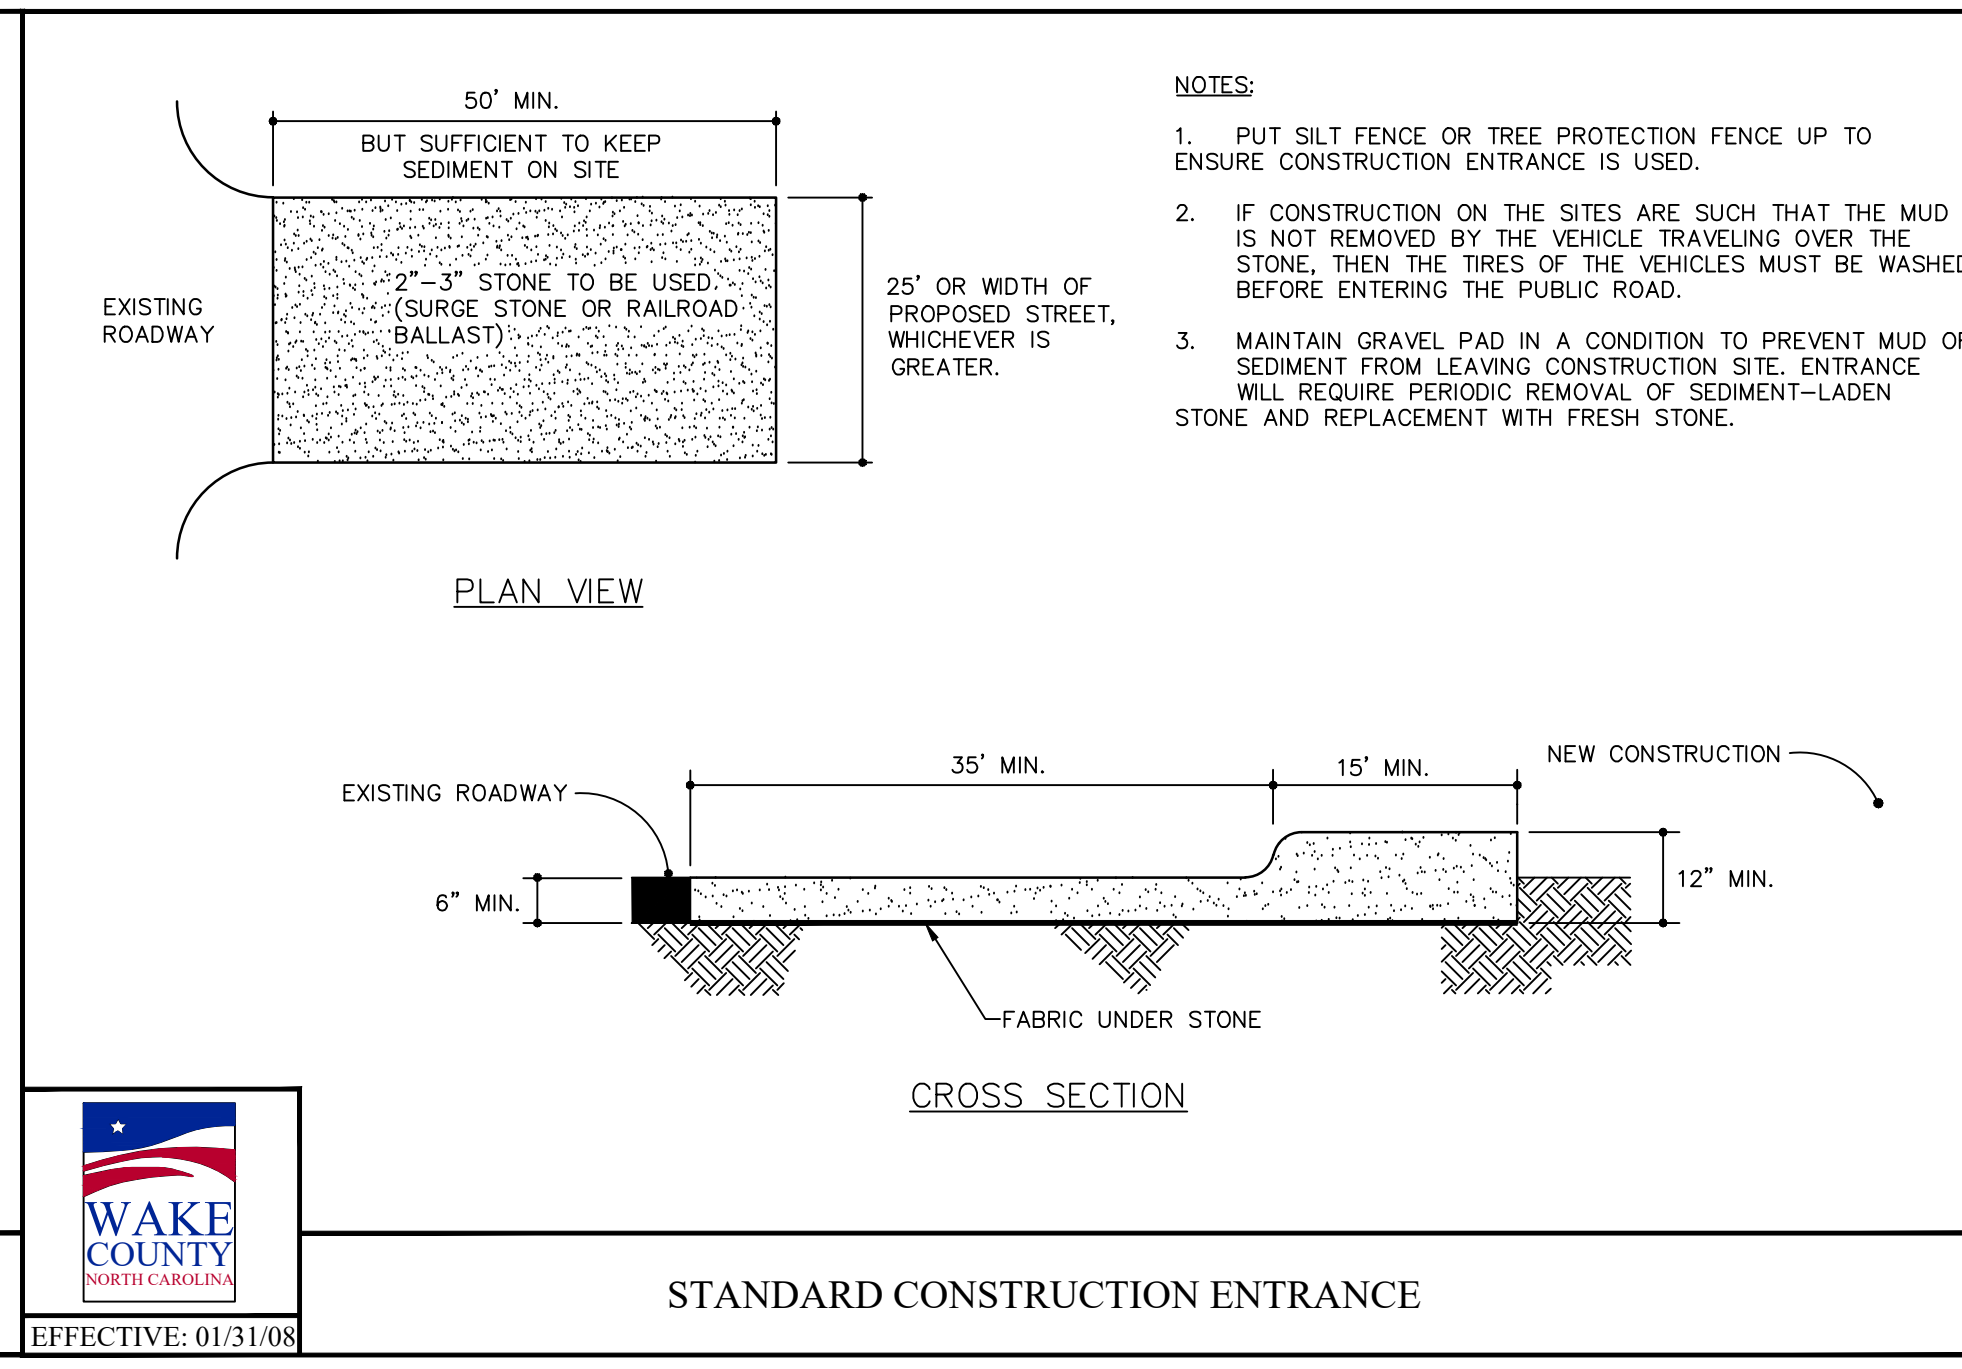 50' MIN.
BUT SUFFICIENT TO KEEP
SEDIMENT ON SITE
EXISTING
ROADWAY
2"-3" STONE TO BE USED
(SURGE STONE OR RAILROAD
BALLAST)
25' OR WIDTH OF
PROPOSED STREET,
WHICHEVER IS
GREATER.
PLAN VIEW
NOTES:
1. PUT SILT FENCE OR TREE PROTECTION FENCE UP TO
ENSURE CONSTRUCTION ENTRANCE IS USED.
2. IF CONSTRUCTION ON THE SITES ARE SUCH THAT THE MUD
IS NOT REMOVED BY THE VEHICLE TRAVELING OVER THE
STONE, THEN THE TIRES OF THE VEHICLES MUST BE WASHED
BEFORE ENTERING THE PUBLIC ROAD.
3. MAINTAIN GRAVEL PAD IN A CONDITION TO PREVENT MUD OR
SEDIMENT FROM LEAVING CONSTRUCTION SITE. ENTRANCE
WILL REQUIRE PERIODIC REMOVAL OF SEDIMENT-LADEN
STONE AND REPLACEMENT WITH FRESH STONE.
35' MIN.
15' MIN.
NEW CONSTRUCTION
EXISTING ROADWAY
6" MIN.
12" MIN.
FABRIC UNDER STONE
CROSS SECTION
WAKE
COUNTY
NORTH CAROLINA
EFFECTIVE: 01/31/08
STANDARD CONSTRUCTION ENTRANCE